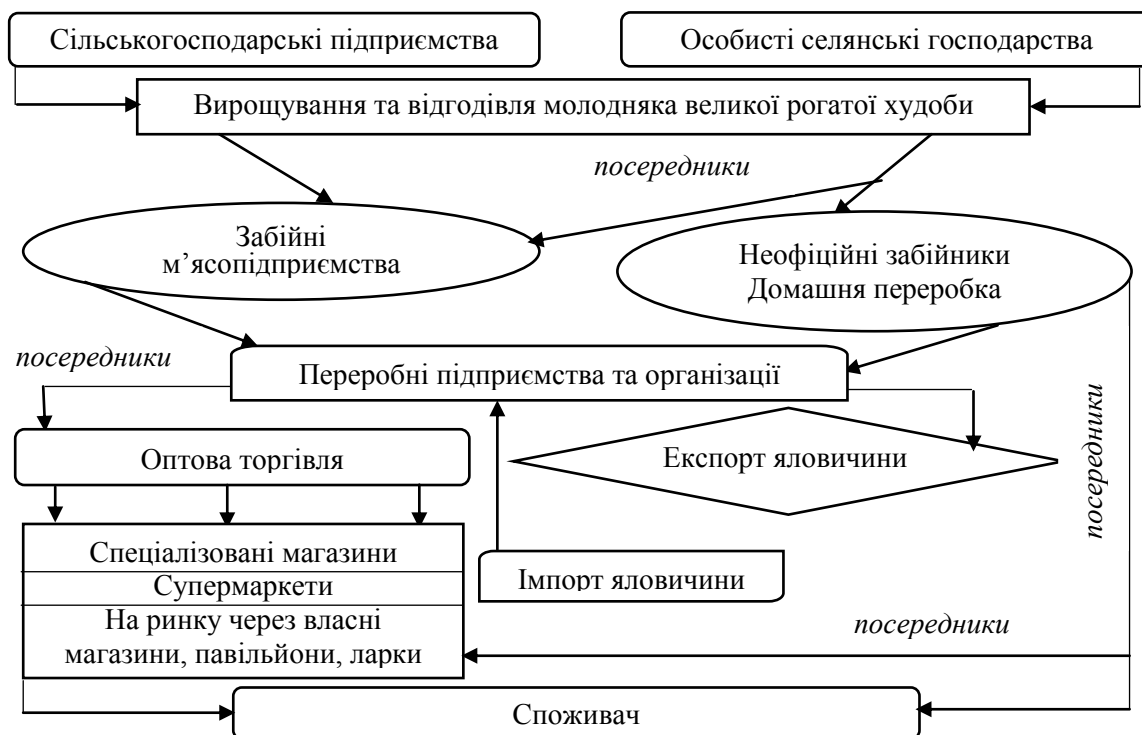 Сільськогосподарські підприємства
Особисті селянські господарства
Вирощування та відгодівля молодняка великої рогатої худоби
посередники
Забійні
м’ясопідприємства
Неофіційні забійники
Домашня переробка
посередники
Переробні підприємства та організації
посередники
Оптова торгівля
Експорт яловичини
Спеціалізовані магазини
Супермаркети
На ринку через власні
магазини, павільйони, ларки
Імпорт яловичини
посередники
Споживач